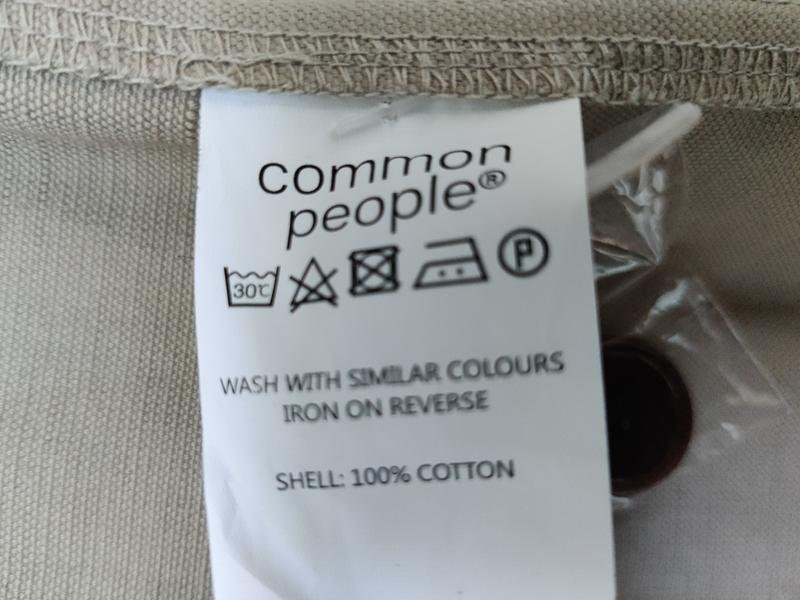 common
people®
30℃
P
WASH WITH SIMILAR COLOURS
IRON ON REVERSE
SHELL: 100% COTTON